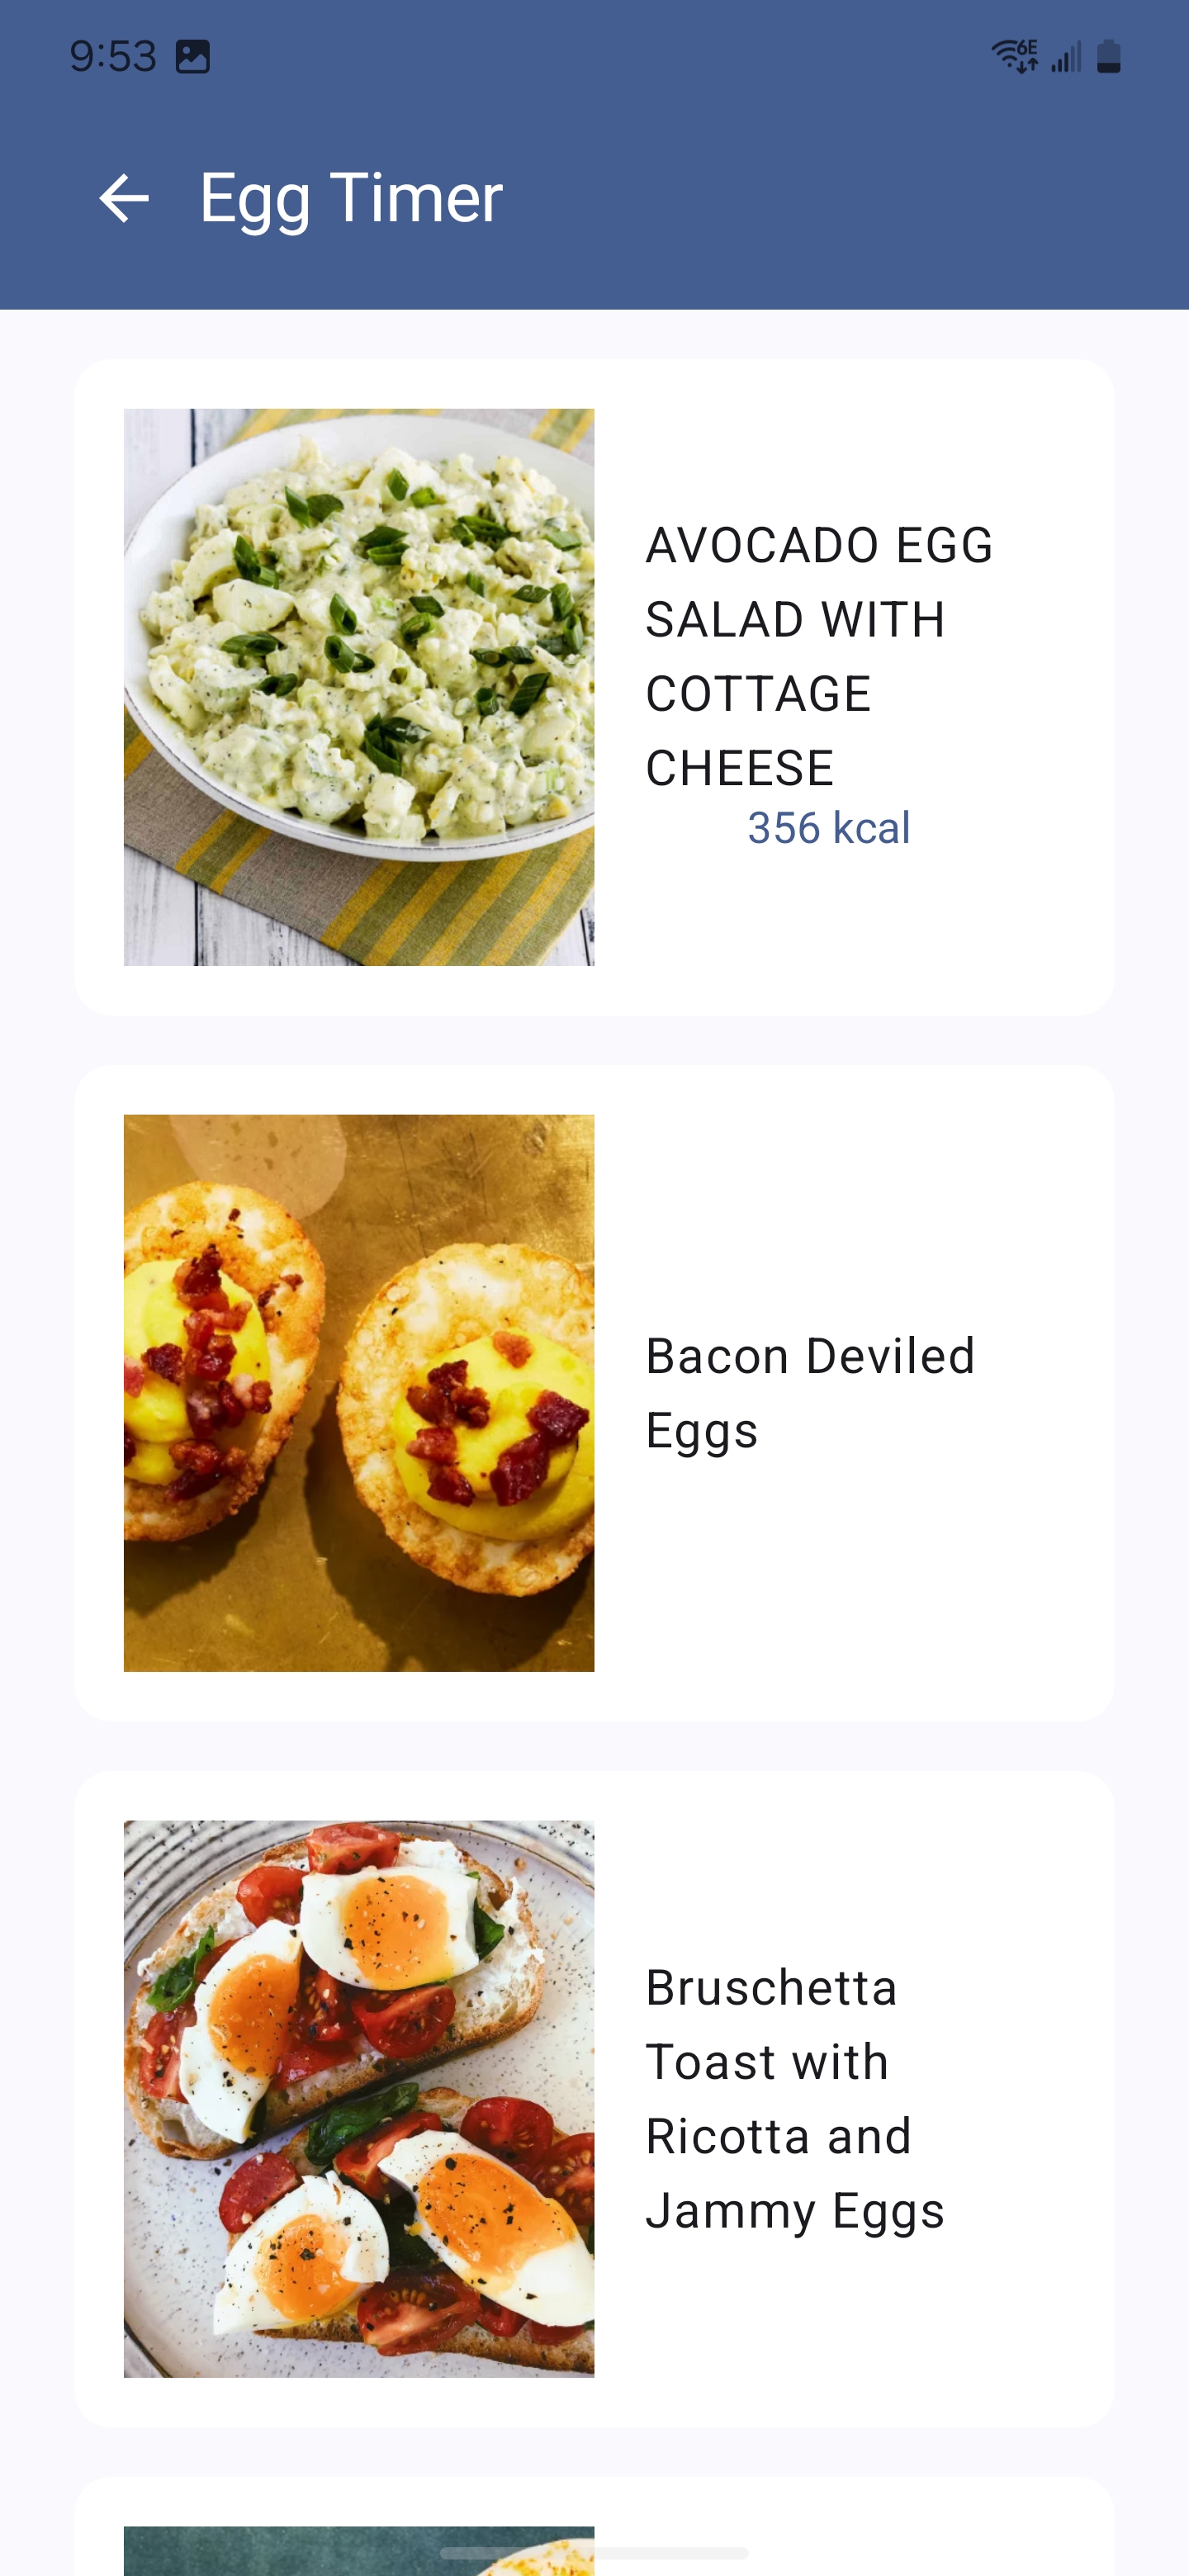 9:53
6E
Egg Timer
AVOCADO EGG
SALAD WITH
COTTAGE
CHEESE
356 kcal
Bacon Deviled
Eggs
Bruschetta
Toast with
Ricotta and
Jammy Eggs